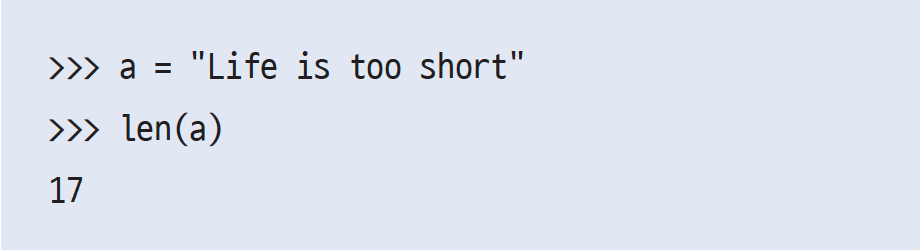 >>> a = "Life is too short"
>>> len(a)
17